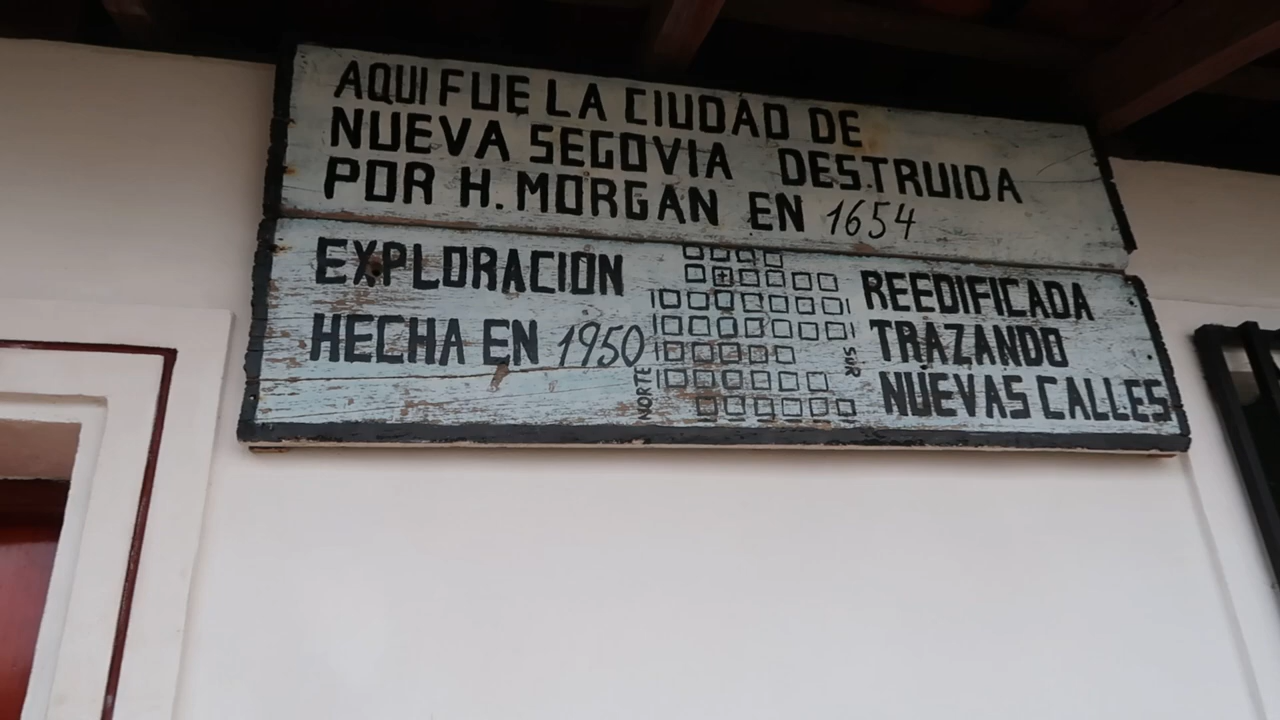 AQUI FUE LA CIUDAD DE
NUEVA SEGOVIA DESTRUIDA
POR H. MORGAN EN 1654
EXPLORACIÓN
HECHA EN 1950
NORTE
SUR
REEDIFICADA
TRAZANDO
NUEVAS CALLES